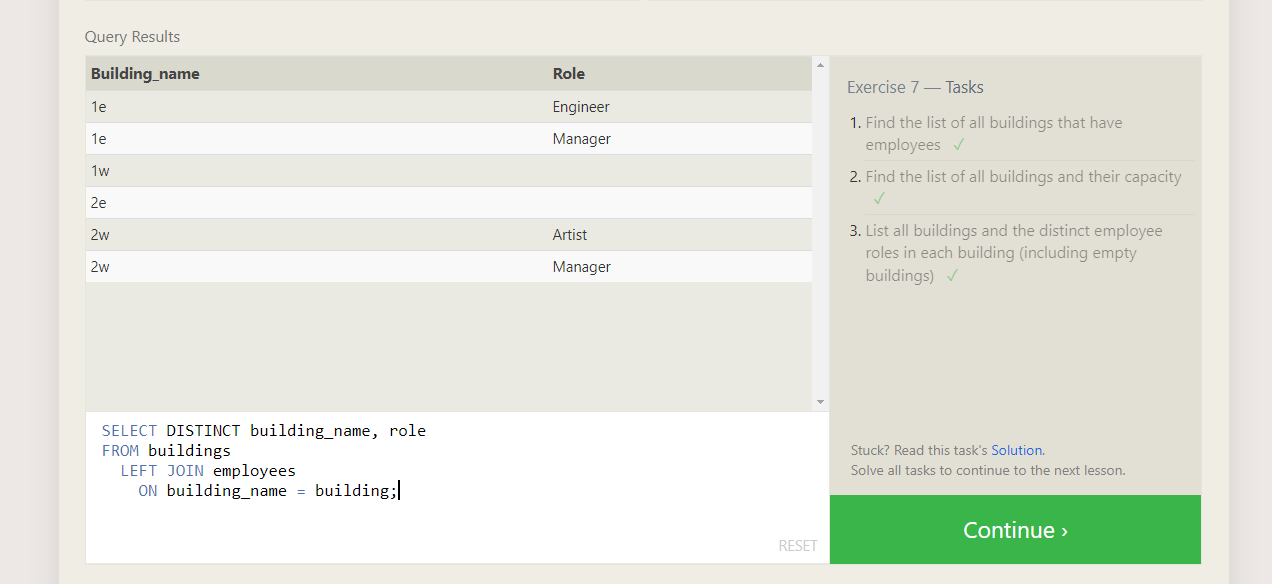 Query Results
Building_name Role
1e Engineer
1e Manager
1w
2e
2w Artist
2w Manager
SELECT DISTINCT building_name, role
FROM buildings
LEFT JOIN employees
ON building_name = building;
RESET
Exercise 7 — Tasks
1. Find the list of all buildings that have
employees ✓
2. Find the list of all buildings and their capacity
✓
3. List all buildings and the distinct employee
roles in each building (including empty
buildings) ✓
Stuck? Read this task's Solution.
Solve all tasks to continue to the next lesson.
Continue ›